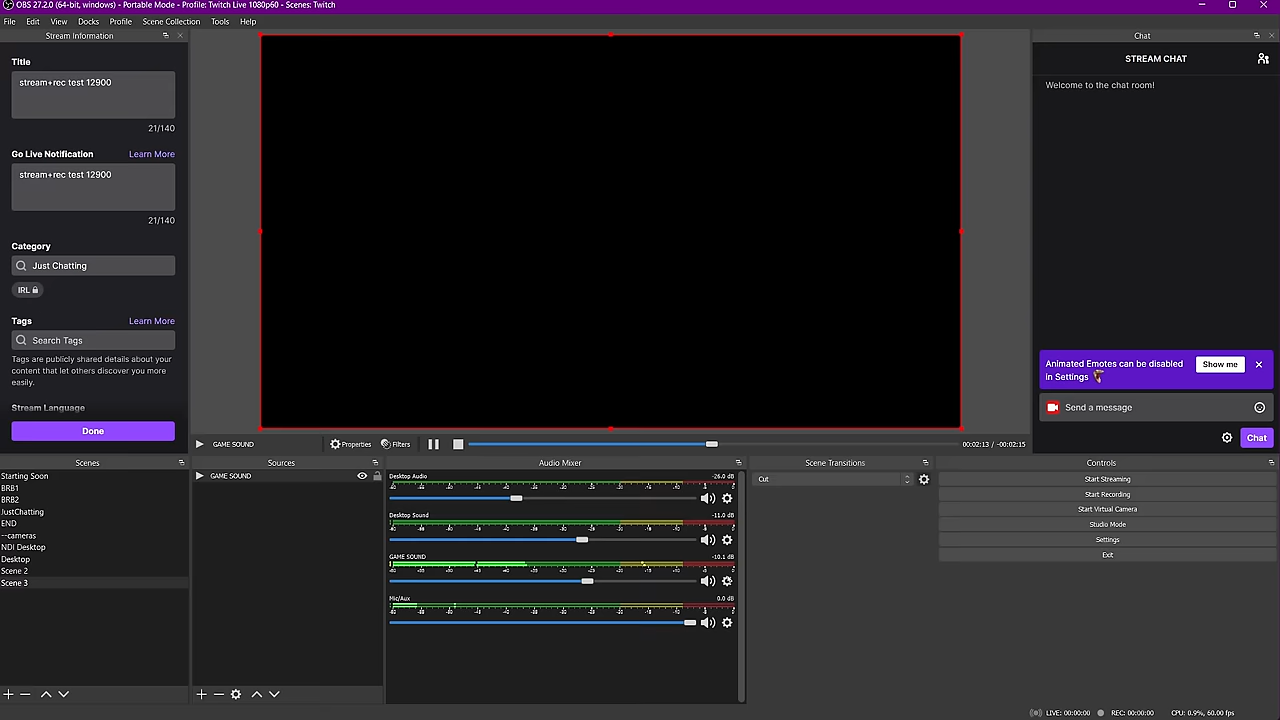 OBS 27.2.0 (64-bit, windows) - Portable Mode - Profile: Twitch Live 1080p60 - Scenes: Twitch
File Edit View Docks Profile Scene Collection Tools Help
Stream Information
Title
stream+rec test 12900
21/140
Go Live Notification Learn More
stream+rec test 12900
21/140
Category
Just Chatting
IRL
Tags Learn More
Search Tags
Tags are publicly shared details about your
content that let others discover you more
easily.
Stream Language
Done
Chat
STREAM CHAT
Welcome to the chat room!
Animated Emotes can be disabled
in Settings
Show me
Send a message
Chat
GAME SOUND Properties Filters 00:02:13 / -00:02:15
Scenes
Starting Soon
BRB1
BRB2
JustChatting
END
--cameras
NDI Desktop
Desktop
Scene 2
Scene 3
Sources
GAME SOUND
Audio Mixer
Desktop Audio -26.0 dB
Desktop Sound -11.0 dB
GAME SOUND -10.1 dB
Mic/Aux 0.0 dB
Scene Transitions
Cut
Controls
Start Streaming
Start Recording
Start Virtual Camera
Studio Mode
Settings
Exit
LIVE: 00:00:00 REC: 00:00:00 CPU: 0.9%, 60.00 fps